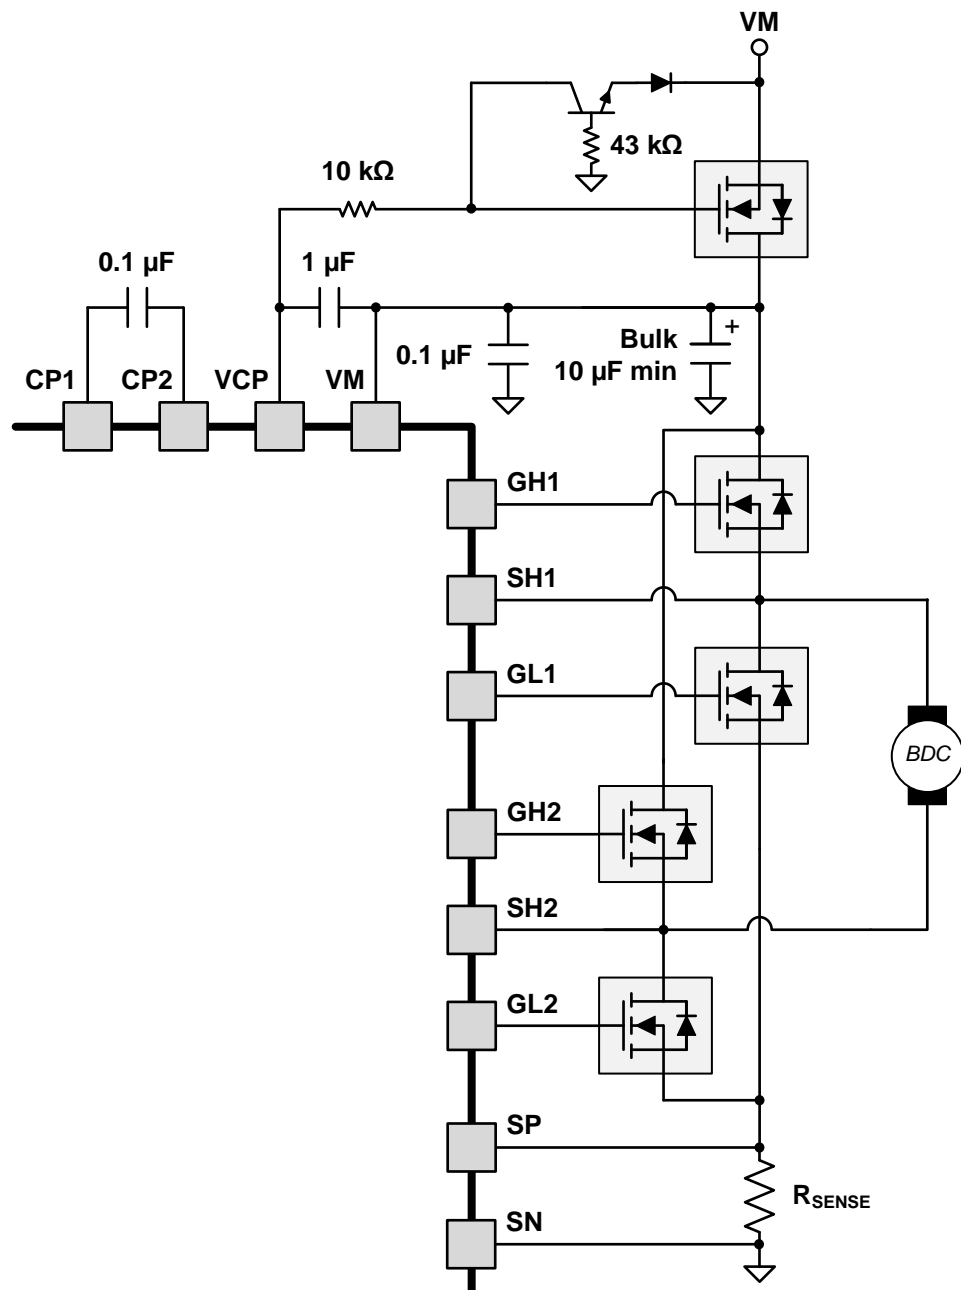 VM
43 kΩ
10 kΩ
0.1 µF
1 µF
CP1
CP2
VCP
VM
0.1 µF
Bulk
10 µF min
+
GH1
SH1
GL1
BDC
GH2
SH2
GL2
SP
RSENSE
SN